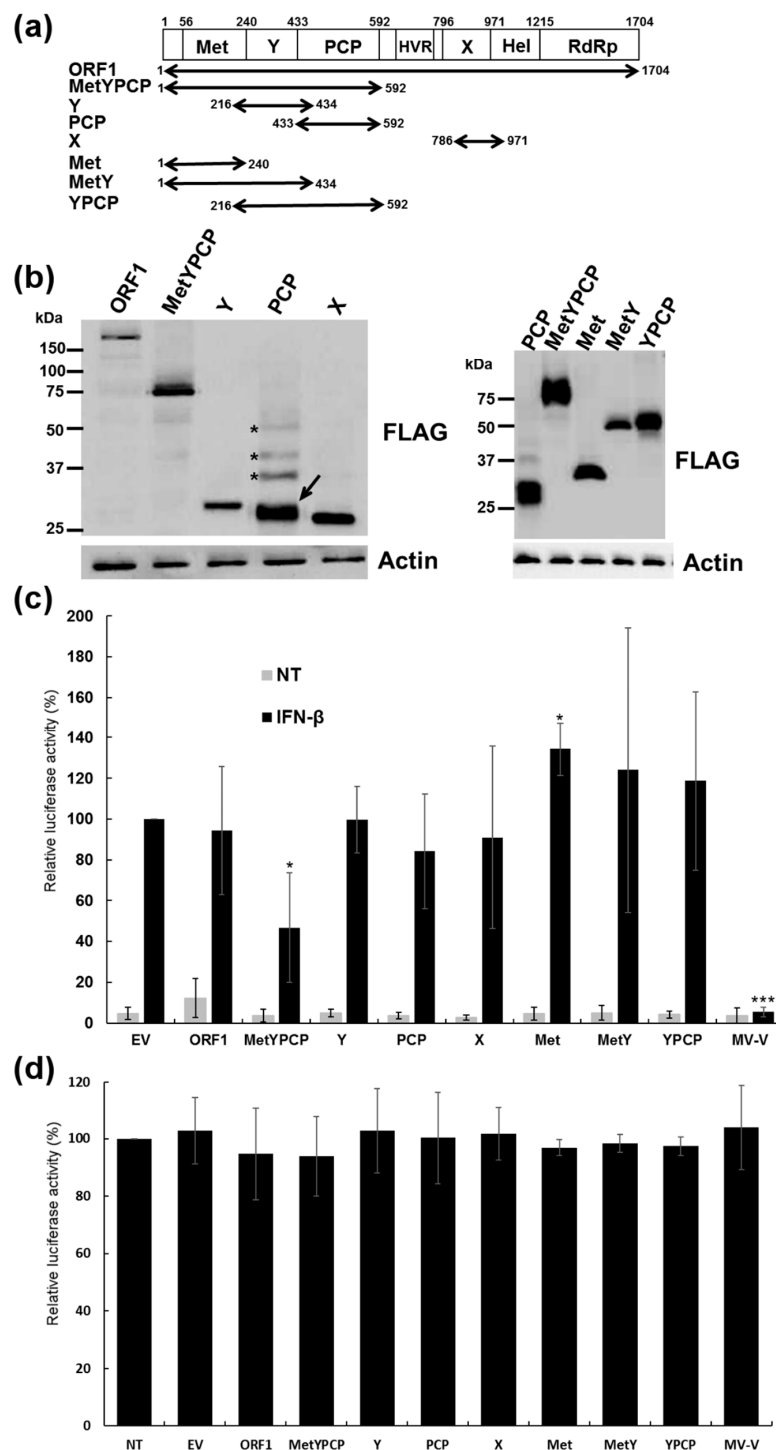 (a)
1 56 240 433 592 796 971 1215 1704
Met Y PCP HVR X Hel RdRp
ORF1 1 1704
MetYPCP 1 592
Y 216 434
PCP 433 592
X 786 971
Met 1 240
MetY 1 434
YPCP 216 592
(b)
ORF1 MetYPCP Y PCP X
kDa
150
100
75
50
37
25
*
*
*
FLAG
Actin
PCP MetYPCP Met MetY YPCP
kDa
75
50
37
25
FLAG
Actin
(c)
Relative luciferase activity (%)
200
180
160
140
120
100
80
60
40
20
0
NT
IFN-β
*
*
***
EV ORF1 MetYPCP Y PCP X Met MetY YPCP MV-V
(d)
Relative luciferase activity (%)
120
100
80
60
40
20
0
NT EV ORF1 MetYPCP Y PCP X Met MetY YPCP MV-V